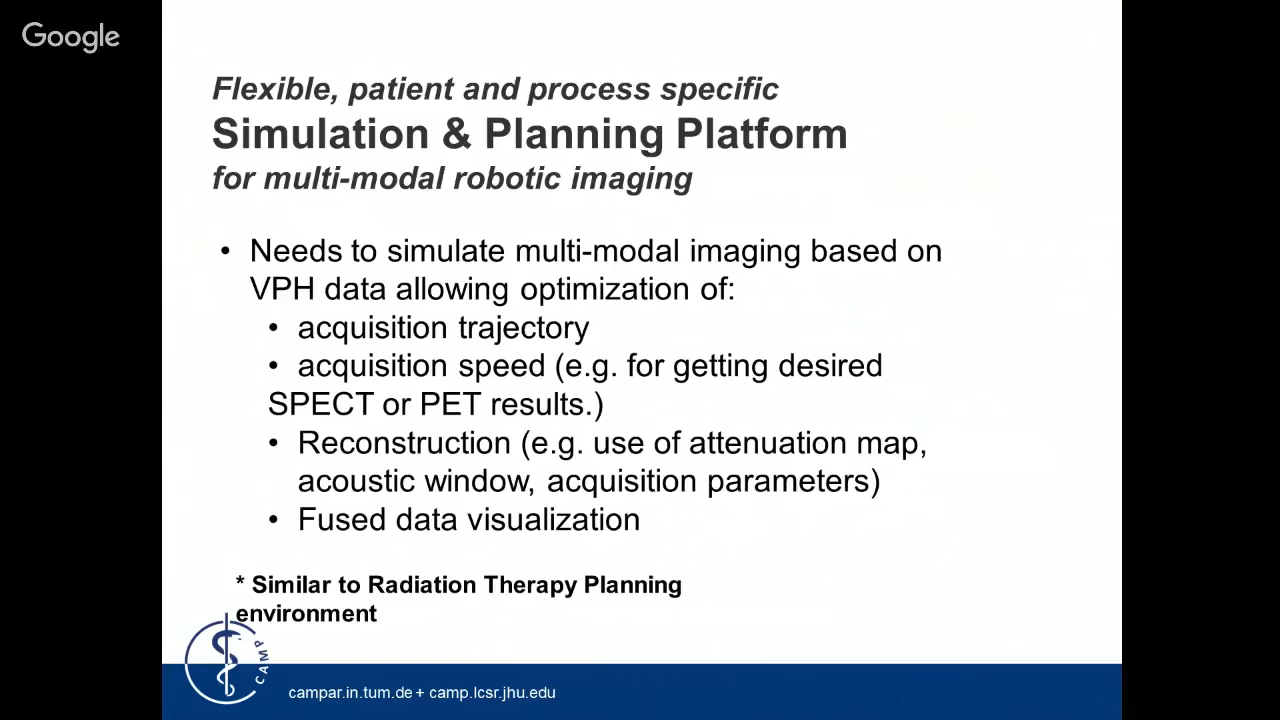 Google
Flexible, patient and process specific
Simulation & Planning Platform
for multi-modal robotic imaging
• Needs to simulate multi-modal imaging based on
VPH data allowing optimization of:
• acquisition trajectory
• acquisition speed (e.g. for getting desired
SPECT or PET results.)
• Reconstruction (e.g. use of attenuation map,
acoustic window, acquisition parameters)
• Fused data visualization
* Similar to Radiation Therapy Planning
environment
CAMP
campar.in.tum.de + camp.lcsr.jhu.edu